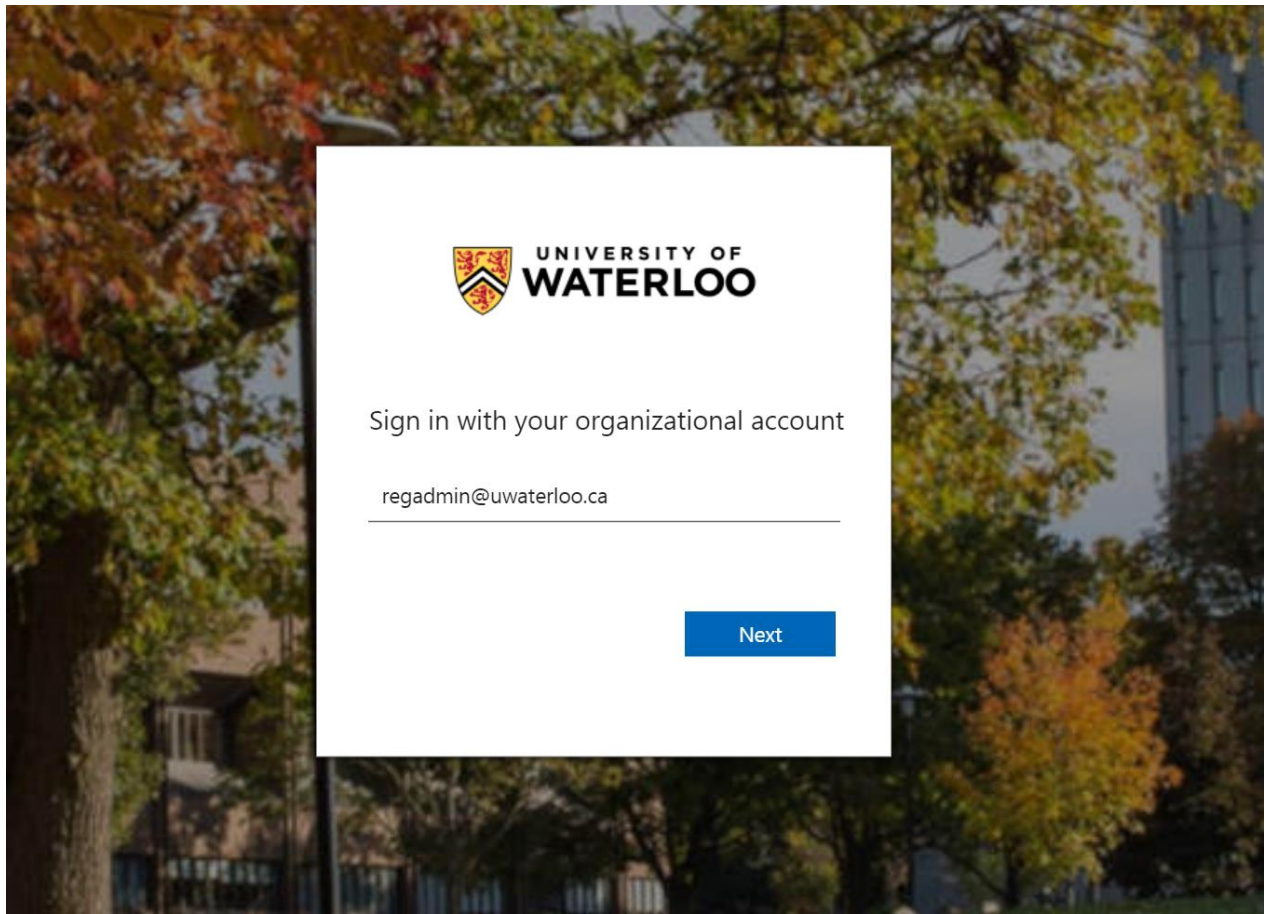 UNIVERSITY OF
WATERLOO
Sign in with your organizational account
regadmin@uwaterloo.ca
Next